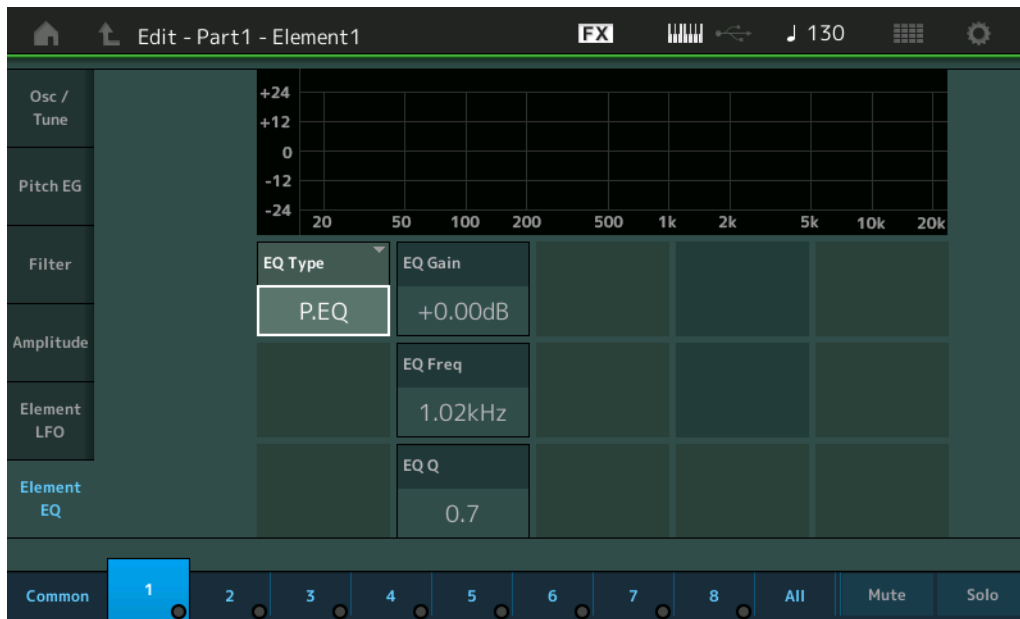 Edit - Part1 - Element1
FX
♩ 130
Osc /
Tune
Pitch EG
Filter
Amplitude
Element
LFO
Element
EQ
+24
+12
0
-12
-24
20 50 100 200 500 1k 2k 5k 10k 20k
EQ Type
P.EQ
EQ Gain
+0.00dB
EQ Freq
1.02kHz
EQ Q
0.7
Common 1 2 3 4 5 6 7 8 All Mute Solo